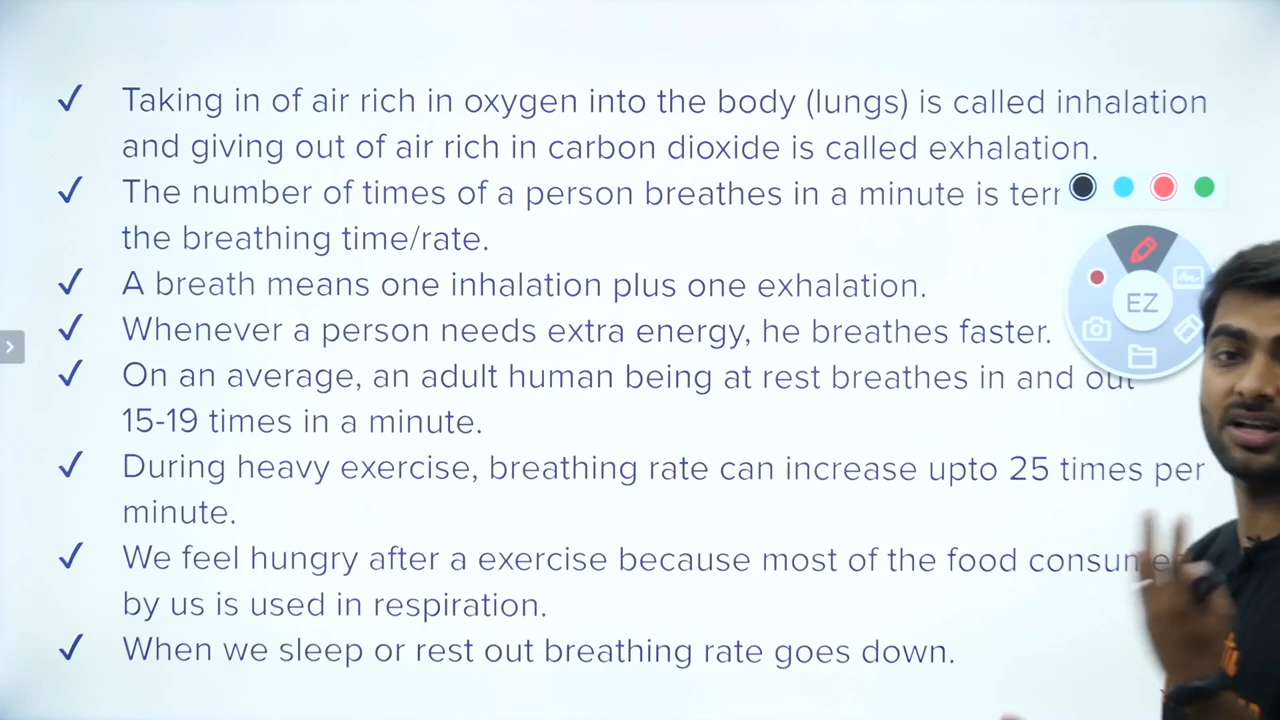 ✓ Taking in of air rich in oxygen into the body (lungs) is called inhalation
and giving out of air rich in carbon dioxide is called exhalation.
✓ The number of times of a person breathes in a minute is
the breathing time/rate.
✓ A breath means one inhalation plus one exhalation.
EZ
✓ Whenever a person needs extra energy, he breathes faster.
✓ On an average, an adult human being at rest breathes in and out
15-19 times in a minute.
✓ During heavy exercise, breathing rate can increase upto 25 times per
minute.
✓ We feel hungry after a exercise because most of the food
by us is used in respiration.
✓ When we sleep or rest out breathing rate goes down.